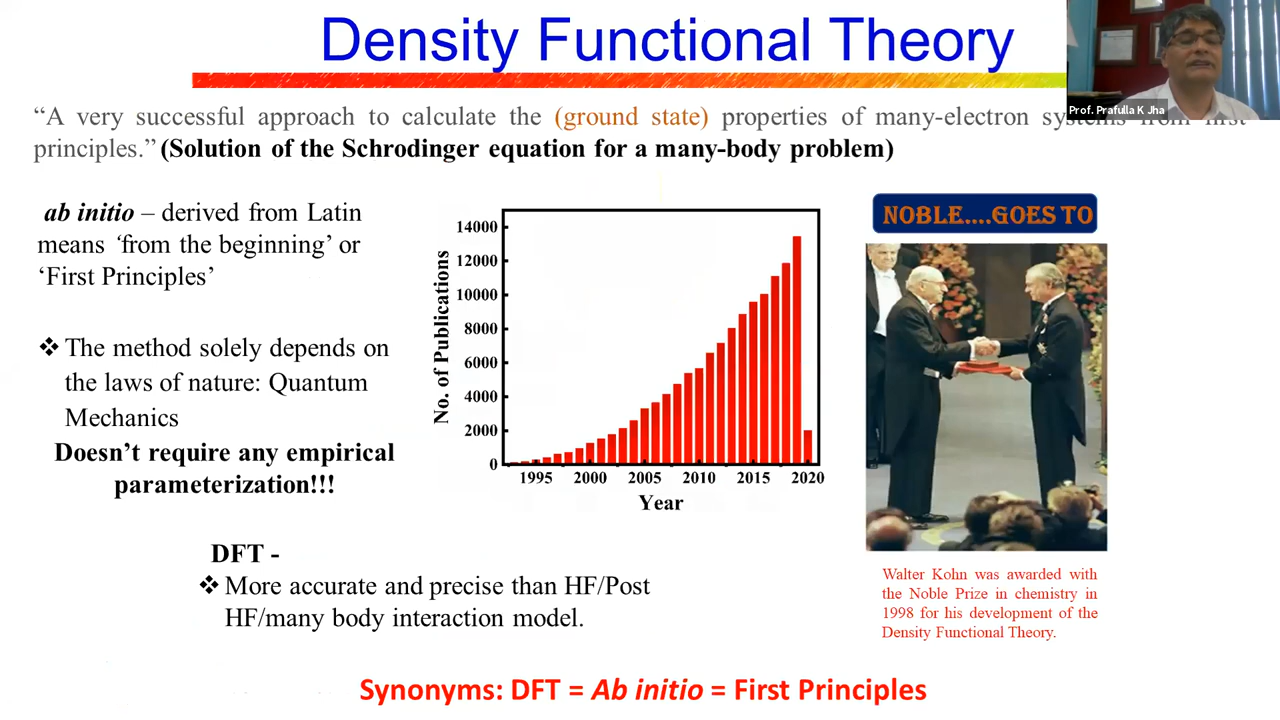 Density Functional Theory
Prof. Prafulla K Jha
“A very successful approach to calculate the (ground state) properties of many-electron systems from first
principles.” (Solution of the Schrodinger equation for a many-body problem)
ab initio – derived from Latin
means ‘from the beginning’ or
‘First Principles’
❖ The method solely depends on
the laws of nature: Quantum
Mechanics
Doesn’t require any empirical
parameterization!!!
No. of Publications
14000
12000
10000
8000
6000
4000
2000
0
1995 2000 2005 2010 2015 2020
Year
NOBLE....GOES TO
Walter Kohn was awarded with
the Noble Prize in chemistry in
1998 for his development of the
Density Functional Theory.
DFT -
❖ More accurate and precise than HF/Post
HF/many body interaction model.
Synonyms: DFT = Ab initio = First Principles